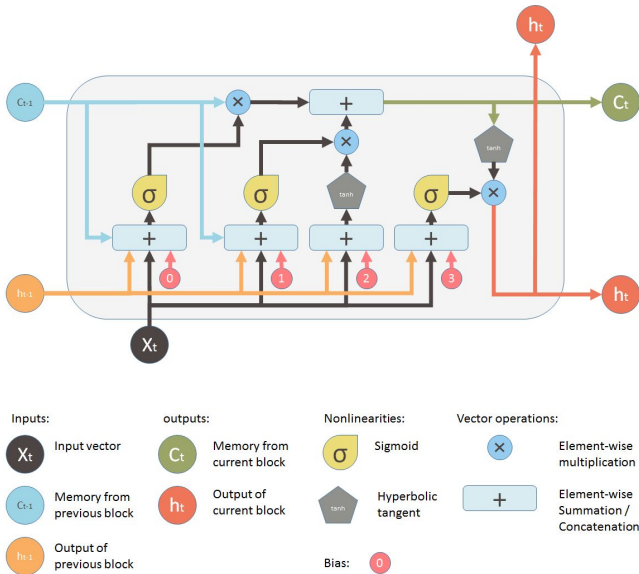 ht
Ct-1
×
+
Ct
tanh
×
tanh
×
σ
σ
σ
+
+
+
+
0
1
2
3
ht-1
ht
Xt
Inputs:
outputs:
Nonlinearities:
Vector operations:
Xt
Input vector
Ct
Memory from
current block
σ
Sigmoid
×
Element-wise
multiplication
Ct-1
Memory from
previous block
ht
Output of
current block
tanh
Hyperbolic
tangent
+
Element-wise
Summation /
Concatenation
ht-1
Output of
previous block
Bias:
0